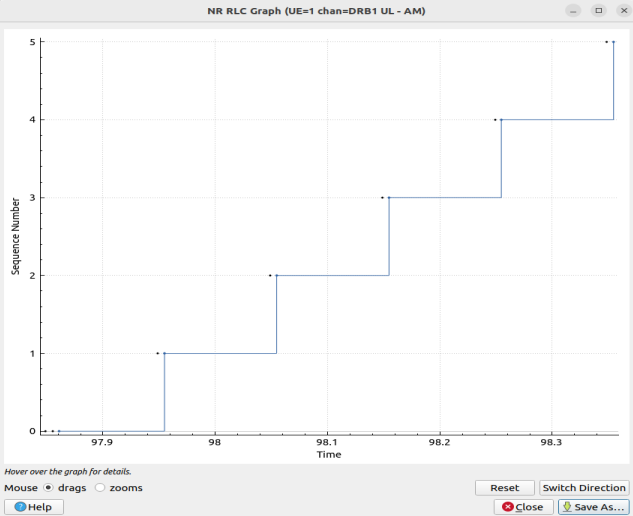 NR RLC Graph (UE=1 chan=DRB1 UL - AM)
5
4
3
2
1
0
Sequence Number
97.9 98 98.1 98.2 98.3
Time
Hover over the graph for details.
Mouse drags zooms
Reset Switch Direction
Help Close Save As...